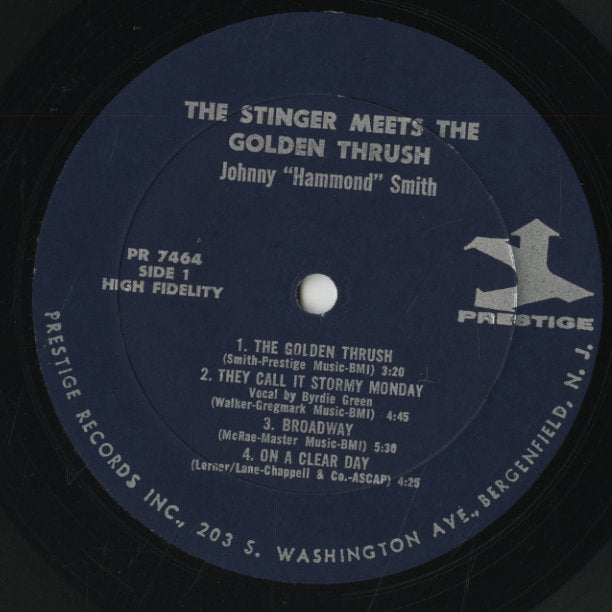 THE STINGER MEETS THE
GOLDEN THRUSH
Johnny "Hammond" Smith
PR 7464
SIDE 1
HIGH FIDELITY
PRESTIGE
1. THE GOLDEN THRUSH
(Smith-Prestige Music-BMI) 3:20
2. THEY CALL IT STORMY MONDAY
Vocal by Byrdie Green
(Walker-Gregmark Music-BMI) 4:45
3. BROADWAY
(McRae-Master Music-BMI) 5:30
4. ON A CLEAR DAY
(Lerner/Lane-Chappell & Co.-ASCAP) 4:25
PRESTIGE RECORDS INC., 203 S. WASHINGTON AVE., BERGENFIELD, N. J.